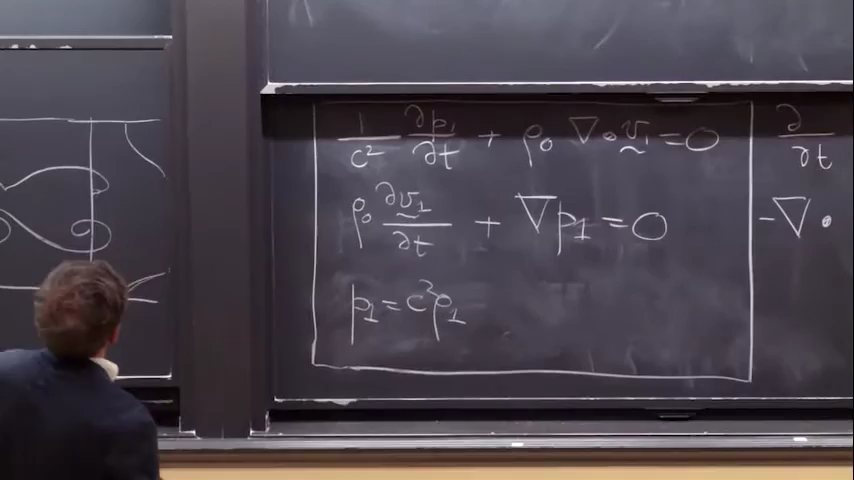 1/c² ∂p₁/∂t + ρ₀ ∇•v₁ = 0
ρ₀ ∂v₁/∂t + ∇p₁ = 0
p₁ = c²ρ₁
∂/∂t
-∇•